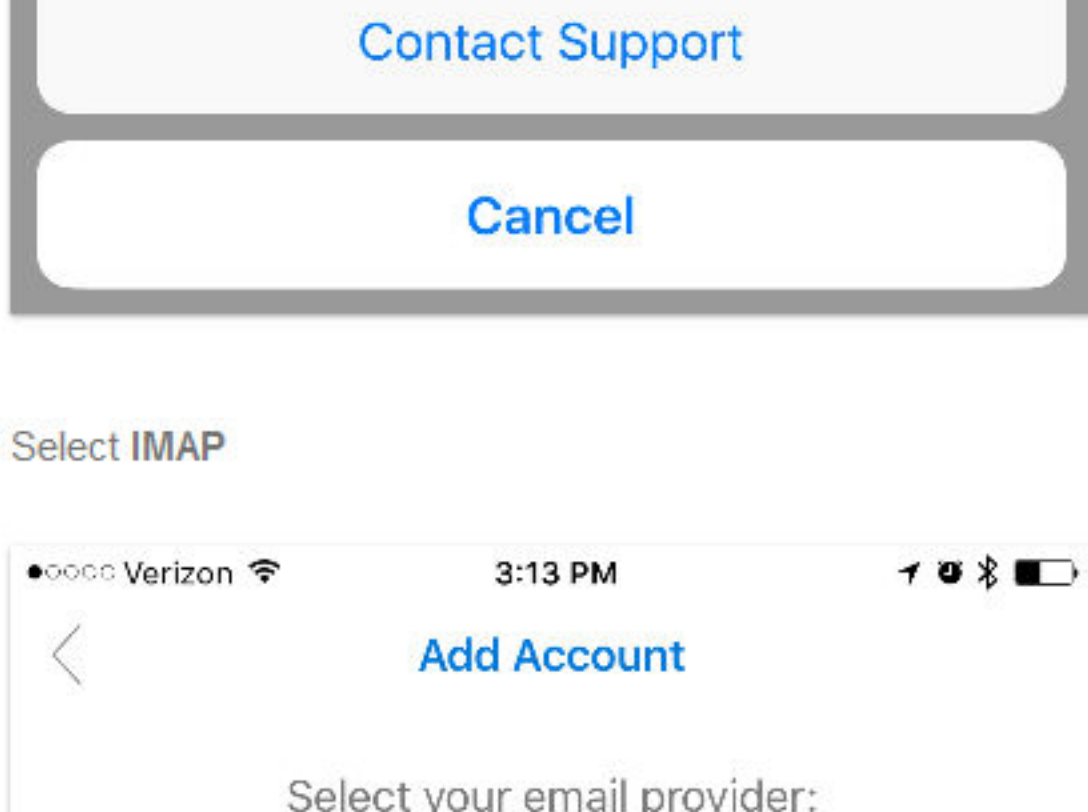 Contact Support
Cancel
Select IMAP
Verizon 3:13 PM
Add Account
Select your email provider: